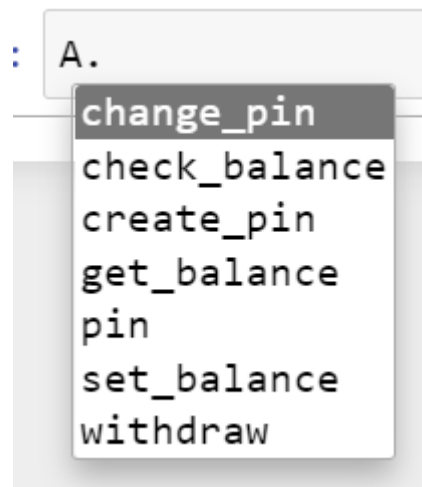 : A.
change_pin
check_balance
create_pin
get_balance
pin
set_balance
withdraw